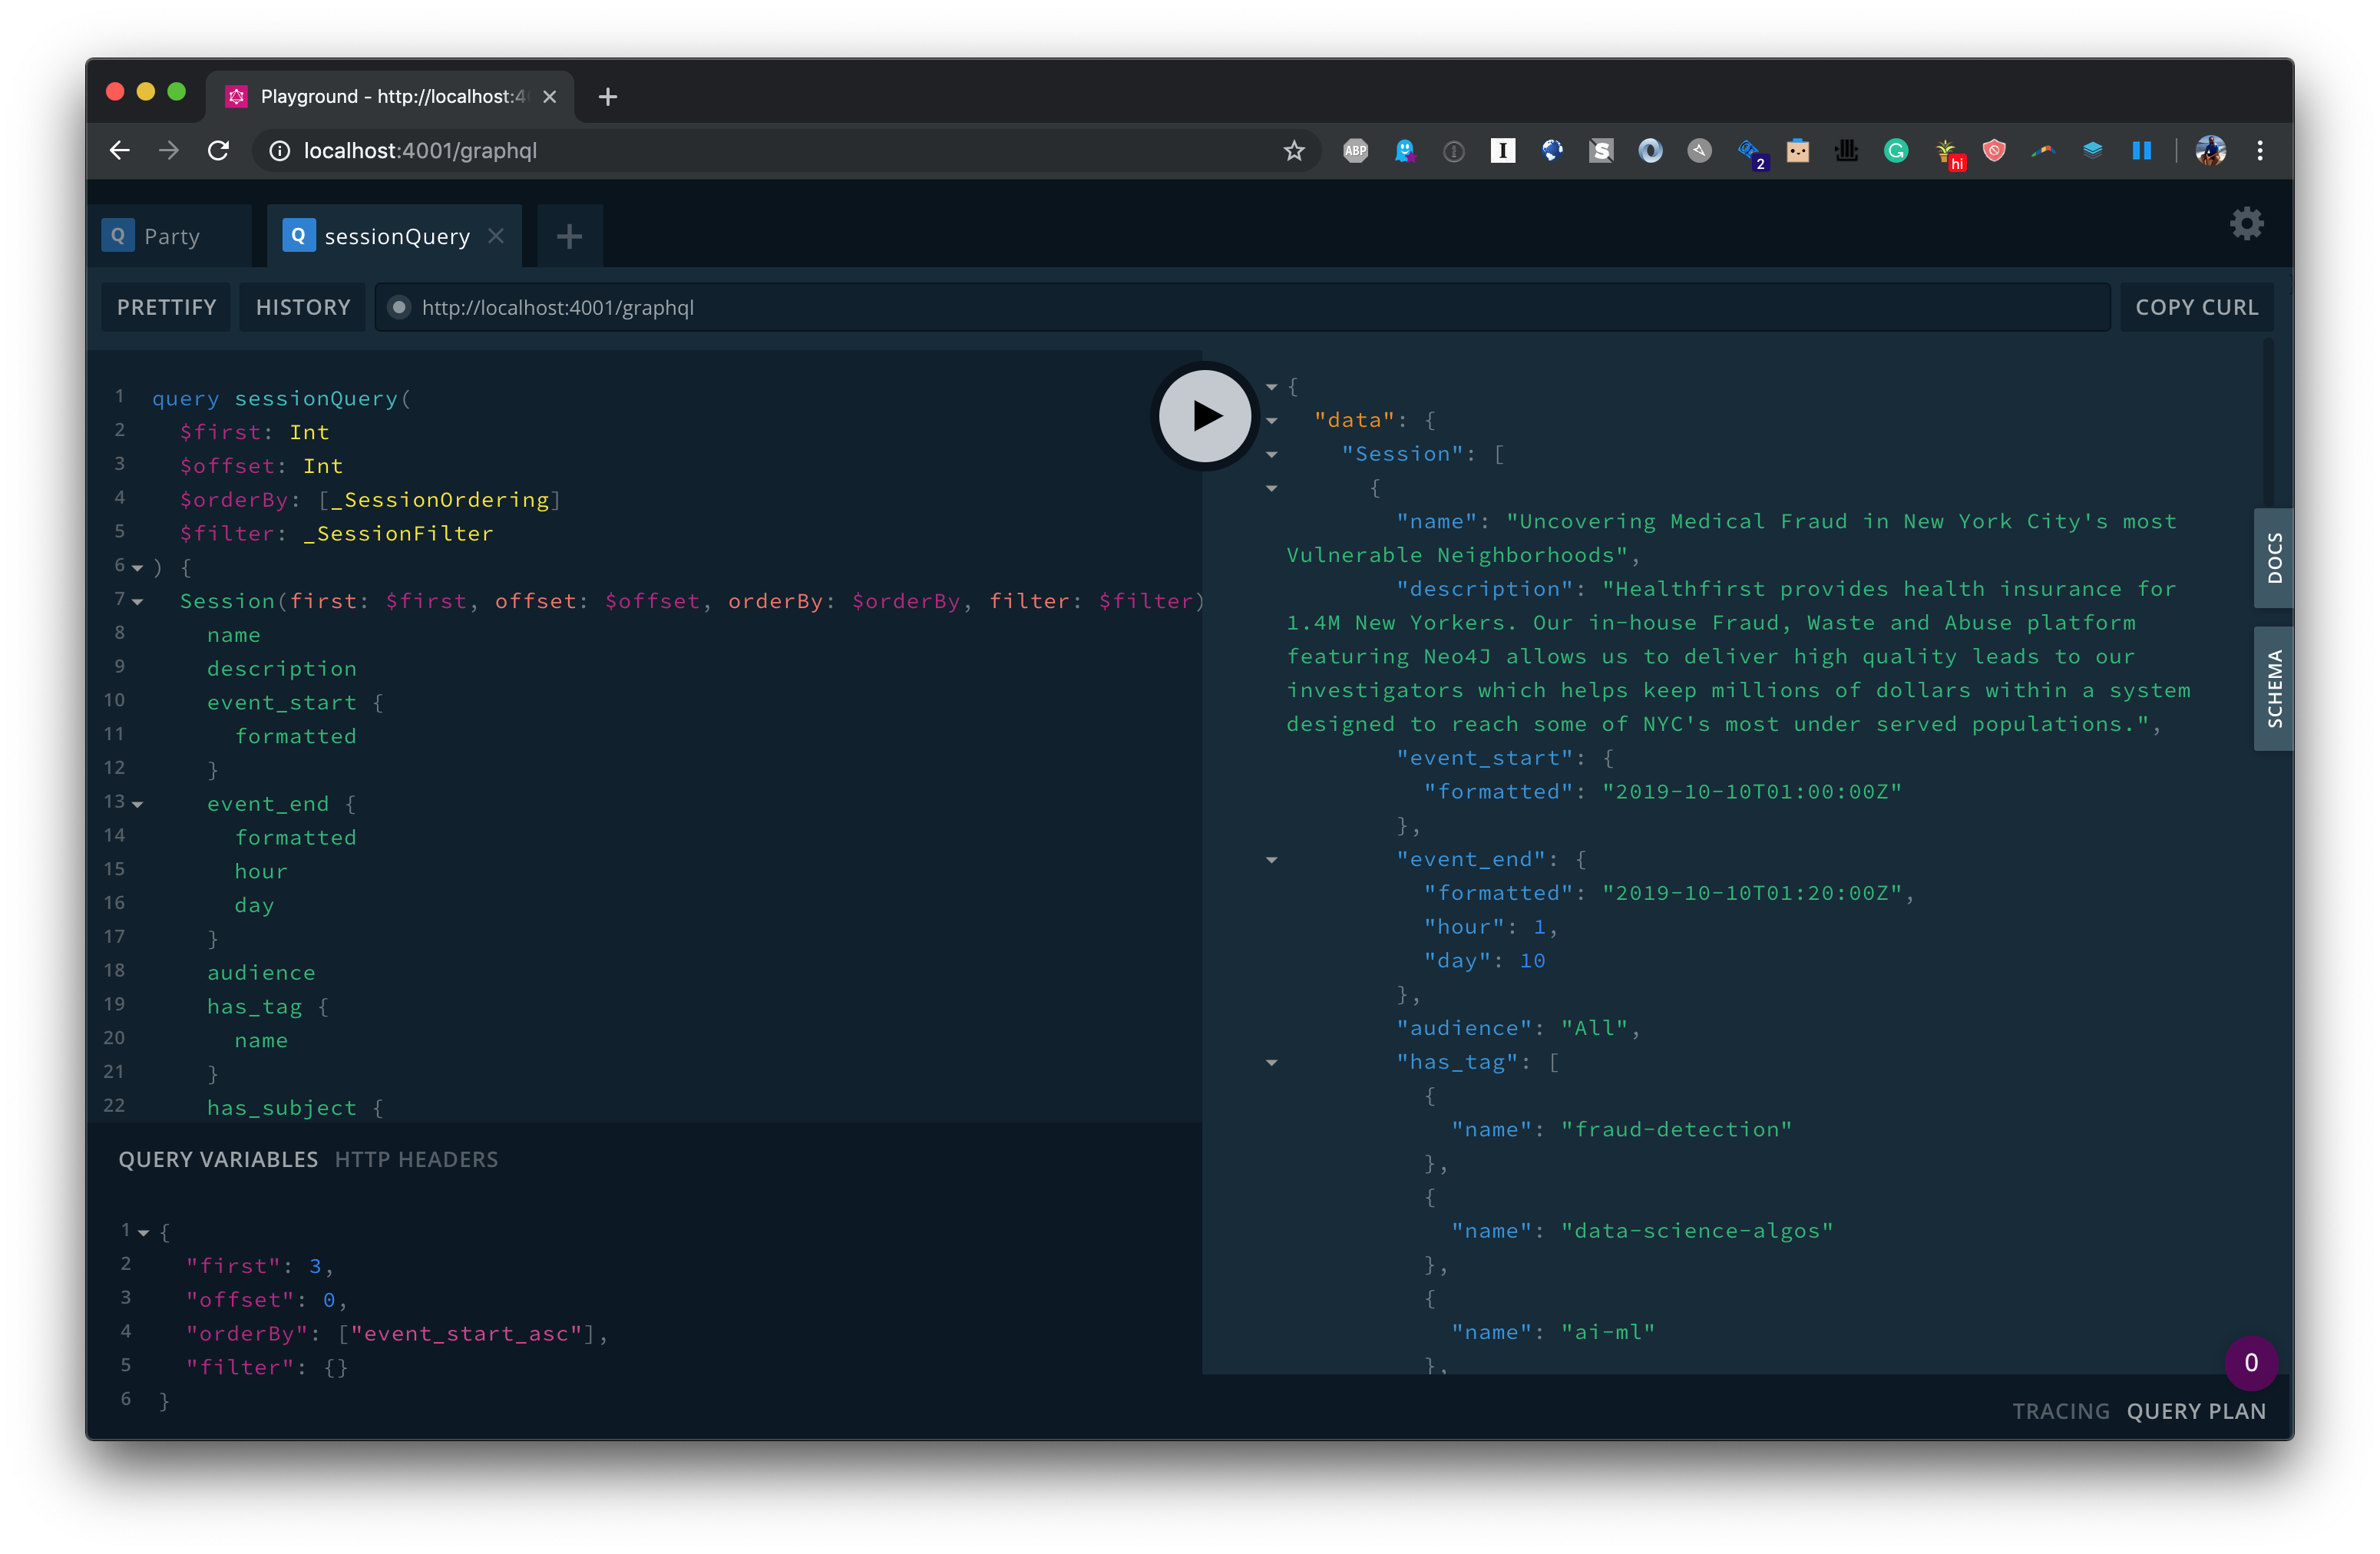 Playground - http://localhost:4
localhost:4001/graphql
ABP
I
S
2
G
hi
Q Party
Q sessionQuery
PRETTIFY
HISTORY
http://localhost:4001/graphql
COPY CURL
1 query sessionQuery(
2 $first: Int
3 $offset: Int
4 $orderBy: [_SessionOrdering]
5 $filter: _SessionFilter
6 ) {
7 Session(first: $first, offset: $offset, orderBy: $orderBy, filter: $filter)
8 name
9 description
10 event_start {
11 formatted
12 }
13 event_end {
14 formatted
15 hour
16 day
17 }
18 audience
19 has_tag {
20 name
21 }
22 has_subject {
QUERY VARIABLES HTTP HEADERS
1 {
2 "first": 3,
3 "offset": 0,
4 "orderBy": ["event_start_asc"],
5 "filter": {}
6 }
{
"data": {
"Session": [
{
"name": "Uncovering Medical Fraud in New York City's most
Vulnerable Neighborhoods",
"description": "Healthfirst provides health insurance for
1.4M New Yorkers. Our in-house Fraud, Waste and Abuse platform
featuring Neo4J allows us to deliver high quality leads to our
investigators which helps keep millions of dollars within a system
designed to reach some of NYC's most under served populations.",
"event_start": {
"formatted": "2019-10-10T01:00:00Z"
},
"event_end": {
"formatted": "2019-10-10T01:20:00Z",
"hour": 1,
"day": 10
},
"audience": "All",
"has_tag": [
{
"name": "fraud-detection"
},
{
"name": "data-science-algos"
},
{
"name": "ai-ml"
},
DOCS
SCHEMA
0
TRACING QUERY PLAN